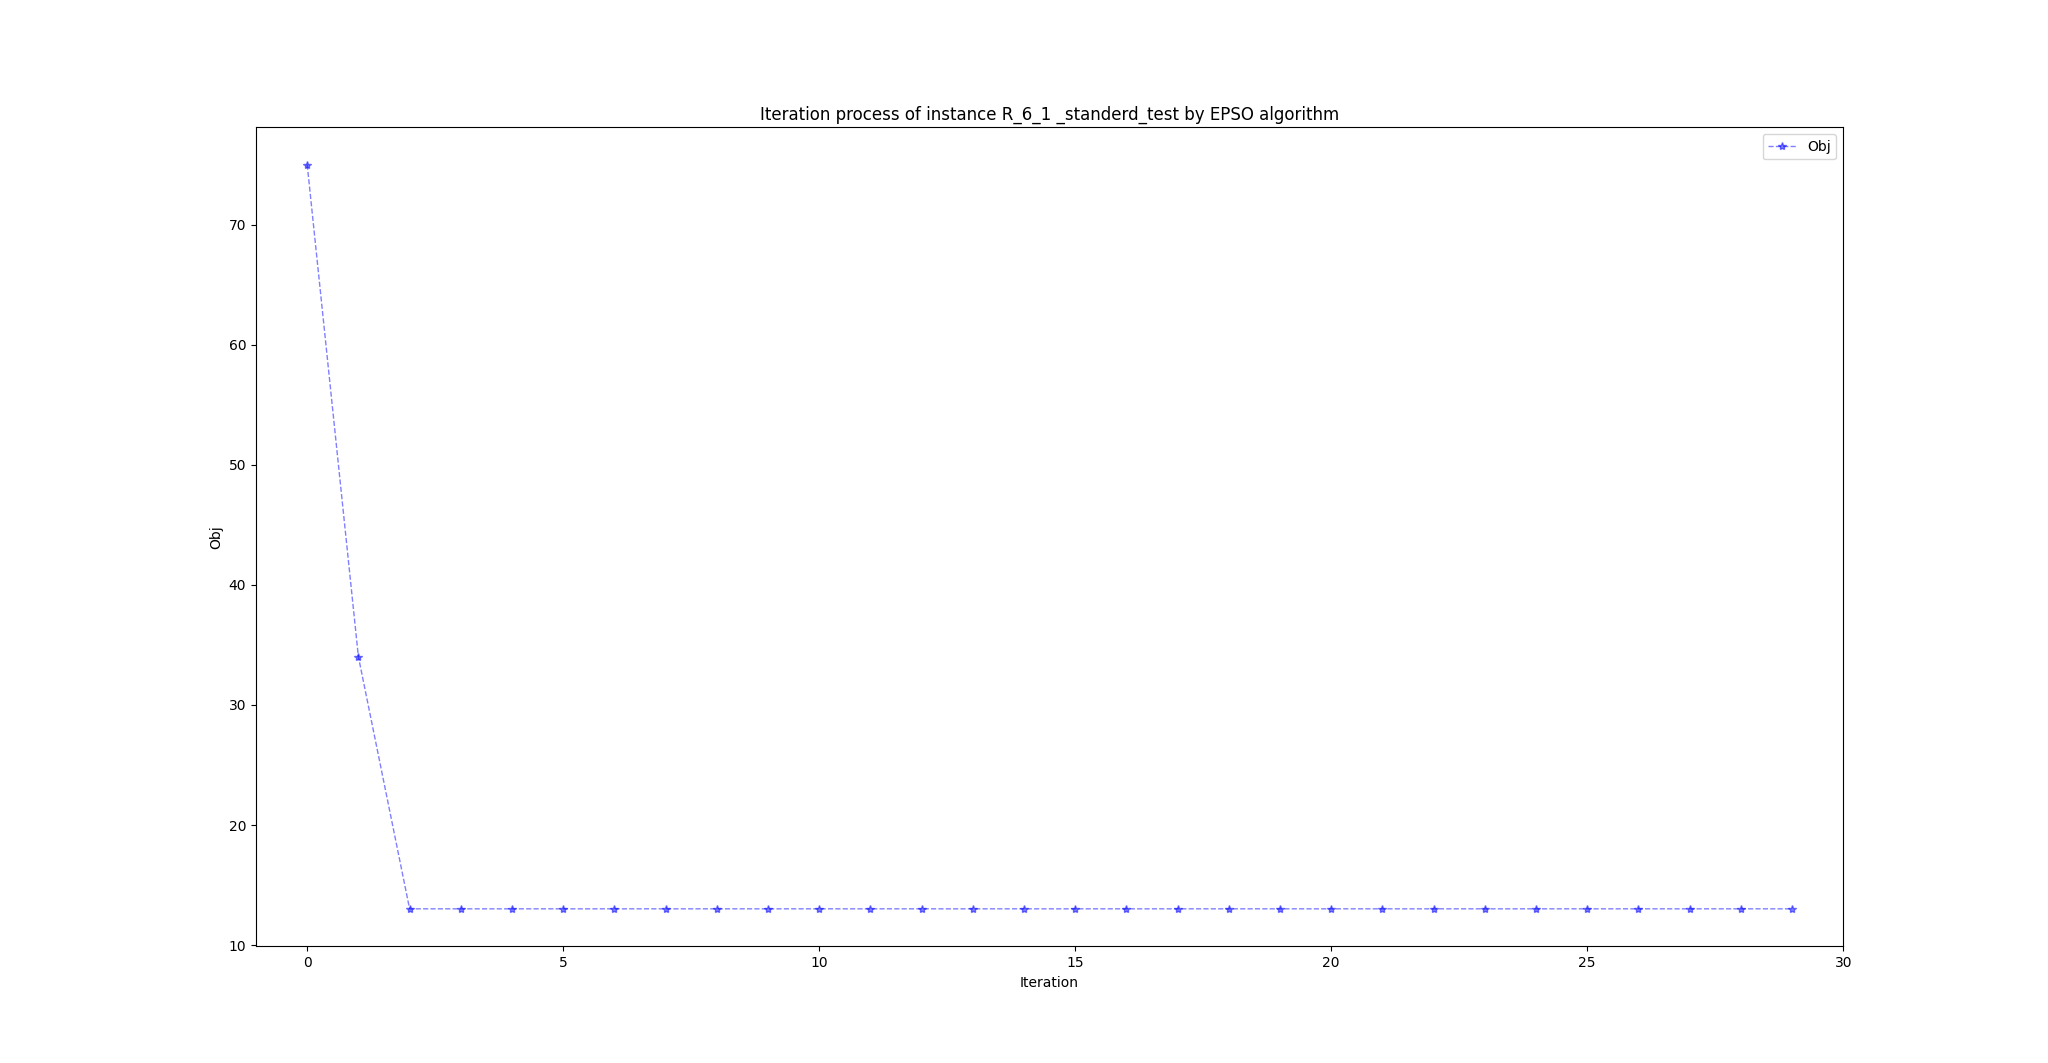 Iteration process of instance R_6_1 _standerd_test by EPSO algorithm
Obj
70
60
50
40
30
20
10
Obj
0 5 10 15 20 25 30
Iteration